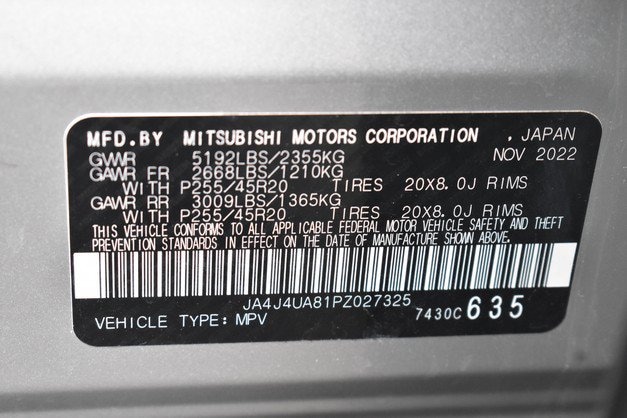 MFD.BY MITSUBISHI MOTORS CORPORATION , JAPAN
GVWR 5192LBS/2355KG NOV 2022
GAWR FR 2668LBS/1210KG
WITH P255/45R20 TIRES 20X8.0J RIMS
GAWR RR 3009LBS/1365KG
WITH P255/45R20 TIRES 20X8.0J RIMS
THIS VEHICLE CONFORMS TO ALL APPLICABLE FEDERAL MOTOR VEHICLE SAFETY AND THEFT
PREVENTION STANDARDS IN EFFECT ON THE DATE OF MANUFACTURE SHOWN ABOVE.
JA4J4UA81PZ027325
VEHICLE TYPE: MPV 7430C 635